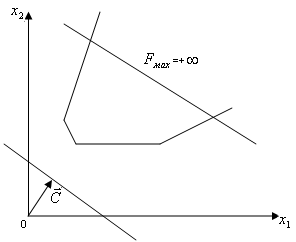 x₂
Fₘₐₓ=+∞
C⃗
0
x₁